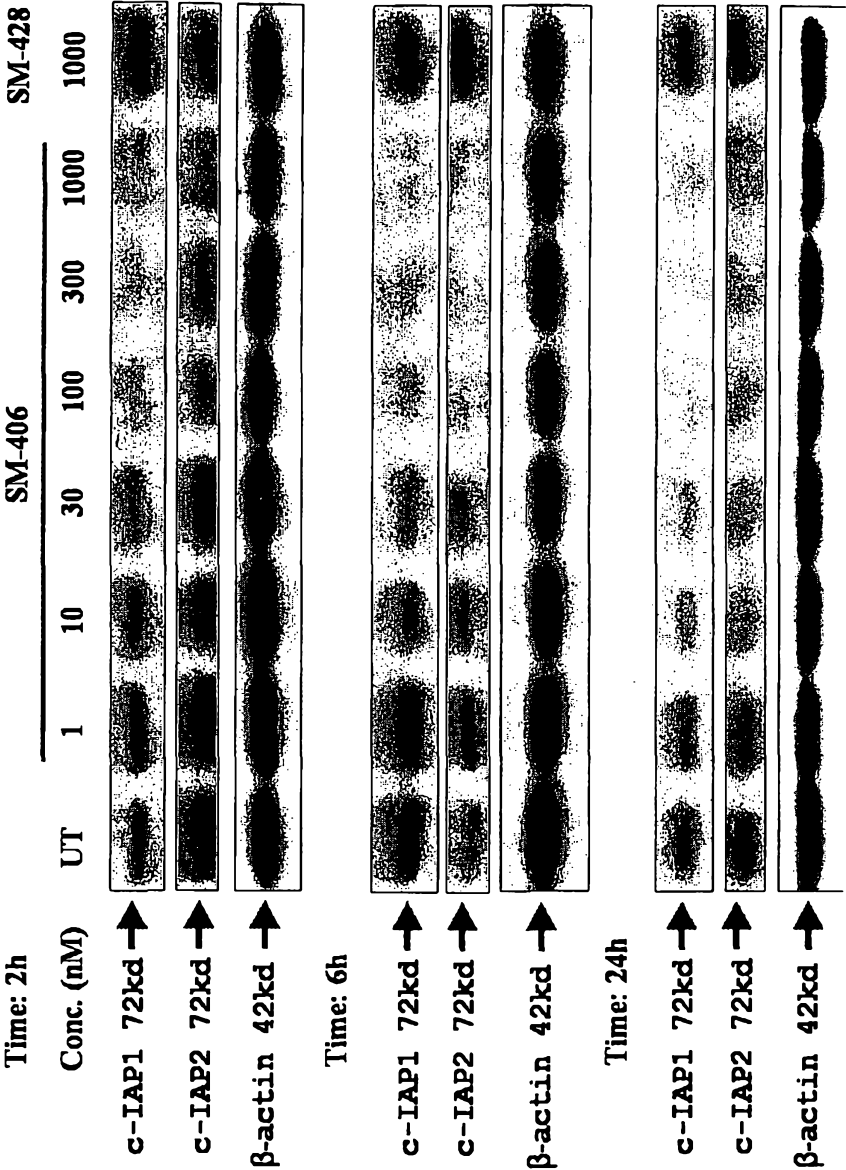 SM-406 SM-428
Time: 2h
Conc. (nM) UT 1 10 30 100 300 1000 1000
c-IAP1 72kd
c-IAP2 72kd
β-actin 42kd
Time: 6h
c-IAP1 72kd
c-IAP2 72kd
β-actin 42kd
Time: 24h
c-IAP1 72kd
c-IAP2 72kd
β-actin 42kd